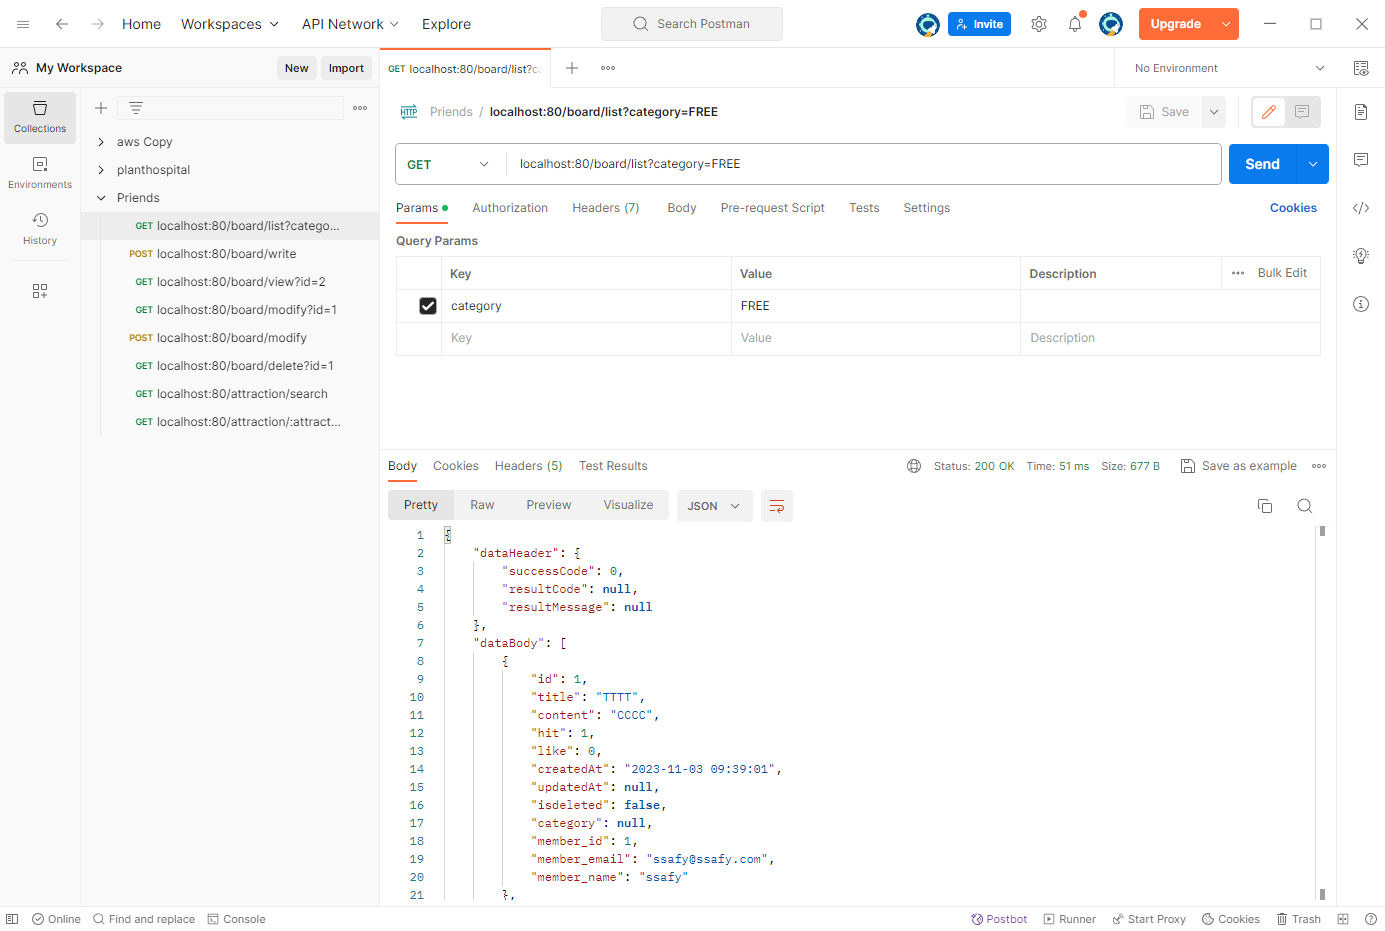 Home Workspaces API Network Explore Search Postman Invite Upgrade
My Workspace New Import GET localhost:80/board/list?c No Environment
Collections
Environments
History
aws Copy
planthospital
Priends
GET localhost:80/board/list?catego...
POST localhost:80/board/write
GET localhost:80/board/view?id=2
GET localhost:80/board/modify?id=1
POST localhost:80/board/modify
GET localhost:80/board/delete?id=1
GET localhost:80/attraction/search
GET localhost:80/attraction/:attract...
HTTP Priends / localhost:80/board/list?category=FREE Save
GET localhost:80/board/list?category=FREE Send
Params Authorization Headers (7) Body Pre-request Script Tests Settings Cookies
Query Params
Key Value Description Bulk Edit
category FREE
Key Value Description
Body Cookies Headers (5) Test Results Status: 200 OK Time: 51 ms Size: 677 B Save as example
Pretty Raw Preview Visualize JSON
1 {
2 "dataHeader": {
3 "successCode": 0,
4 "resultCode": null,
5 "resultMessage": null
6 },
7 "dataBody": [
8 {
9 "id": 1,
10 "title": "TTTT",
11 "content": "CCCC",
12 "hit": 1,
13 "like": 0,
14 "createdAt": "2023-11-03 09:39:01",
15 "updatedAt": null,
16 "isdeleted": false,
17 "category": null,
18 "member_id": 1,
19 "member_email": "ssafy@ssafy.com",
20 "member_name": "ssafy"
21 },
Online Find and replace Console Postbot Runner Start Proxy Cookies Trash